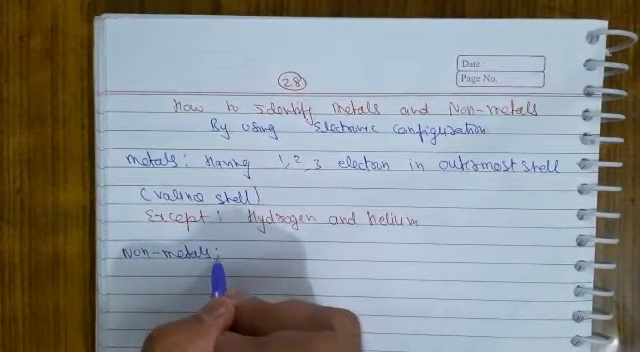 Date :
Page No.
28
How to Identify Metals and Non-metals
By using Electronic configuration
Metals: Having 1, 2, 3 electron in outermost shell
(valince shell)
Except : Hydrogen and Helium
Non-metals: